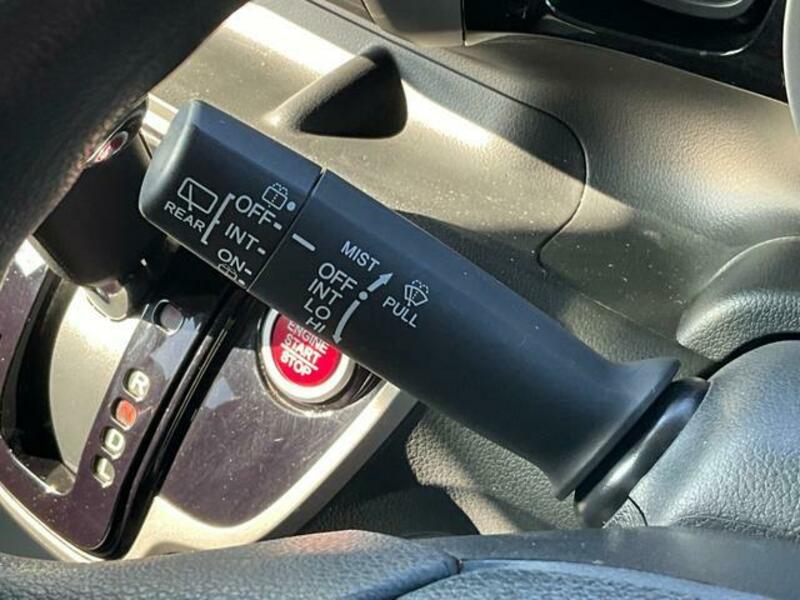 REAR
OFF
INT
ON
MIST
OFF
INT
LO
HI
PULL
ENGINE
START
STOP
R
N
D
L